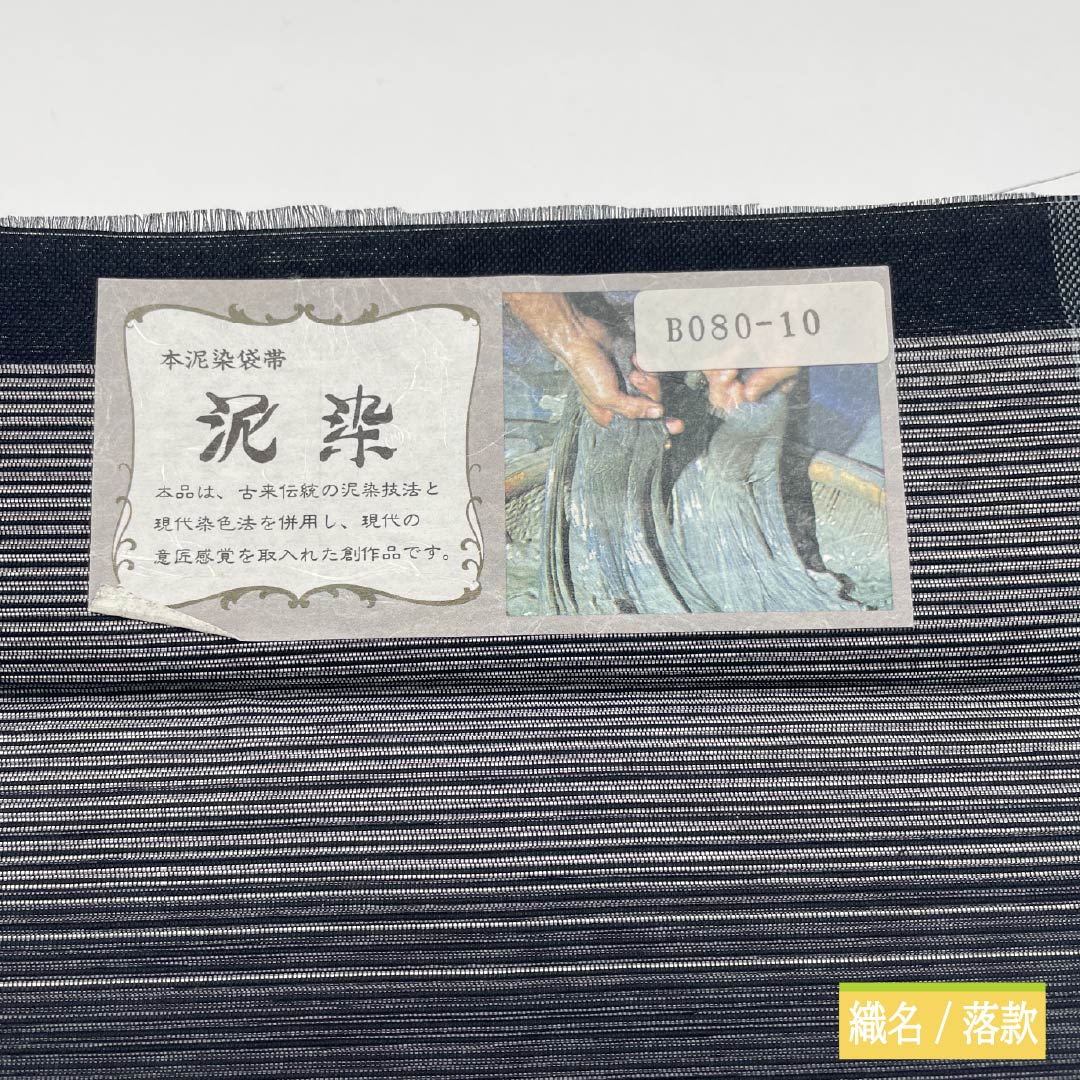 本泥染袋帯
泥染
本品は、古来伝統の泥染技法と
現代染色法を併用し、現代の
意匠感覚を取入れた創作品です。
B080-10
織名 / 落款